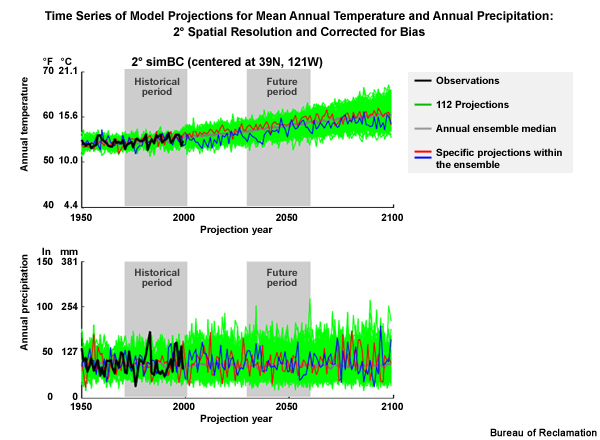 Time Series of Model Projections for Mean Annual Temperature and Annual Precipitation:
2° Spatial Resolution and Corrected for Bias
°F °C 2° simBC (centered at 39N, 121W)
70 21.1
Historical period
Future period
60 15.6
50 10.0
40 4.4
Annual temperature
1950 2000 2050 2100
Projection year
Observations
112 Projections
Annual ensemble median
Specific projections within
the ensemble
In mm
150 381
Historical period
Future period
100 254
50 127
0 0
Annual precipitation
1950 2000 2050 2100
Projection year
Bureau of Reclamation